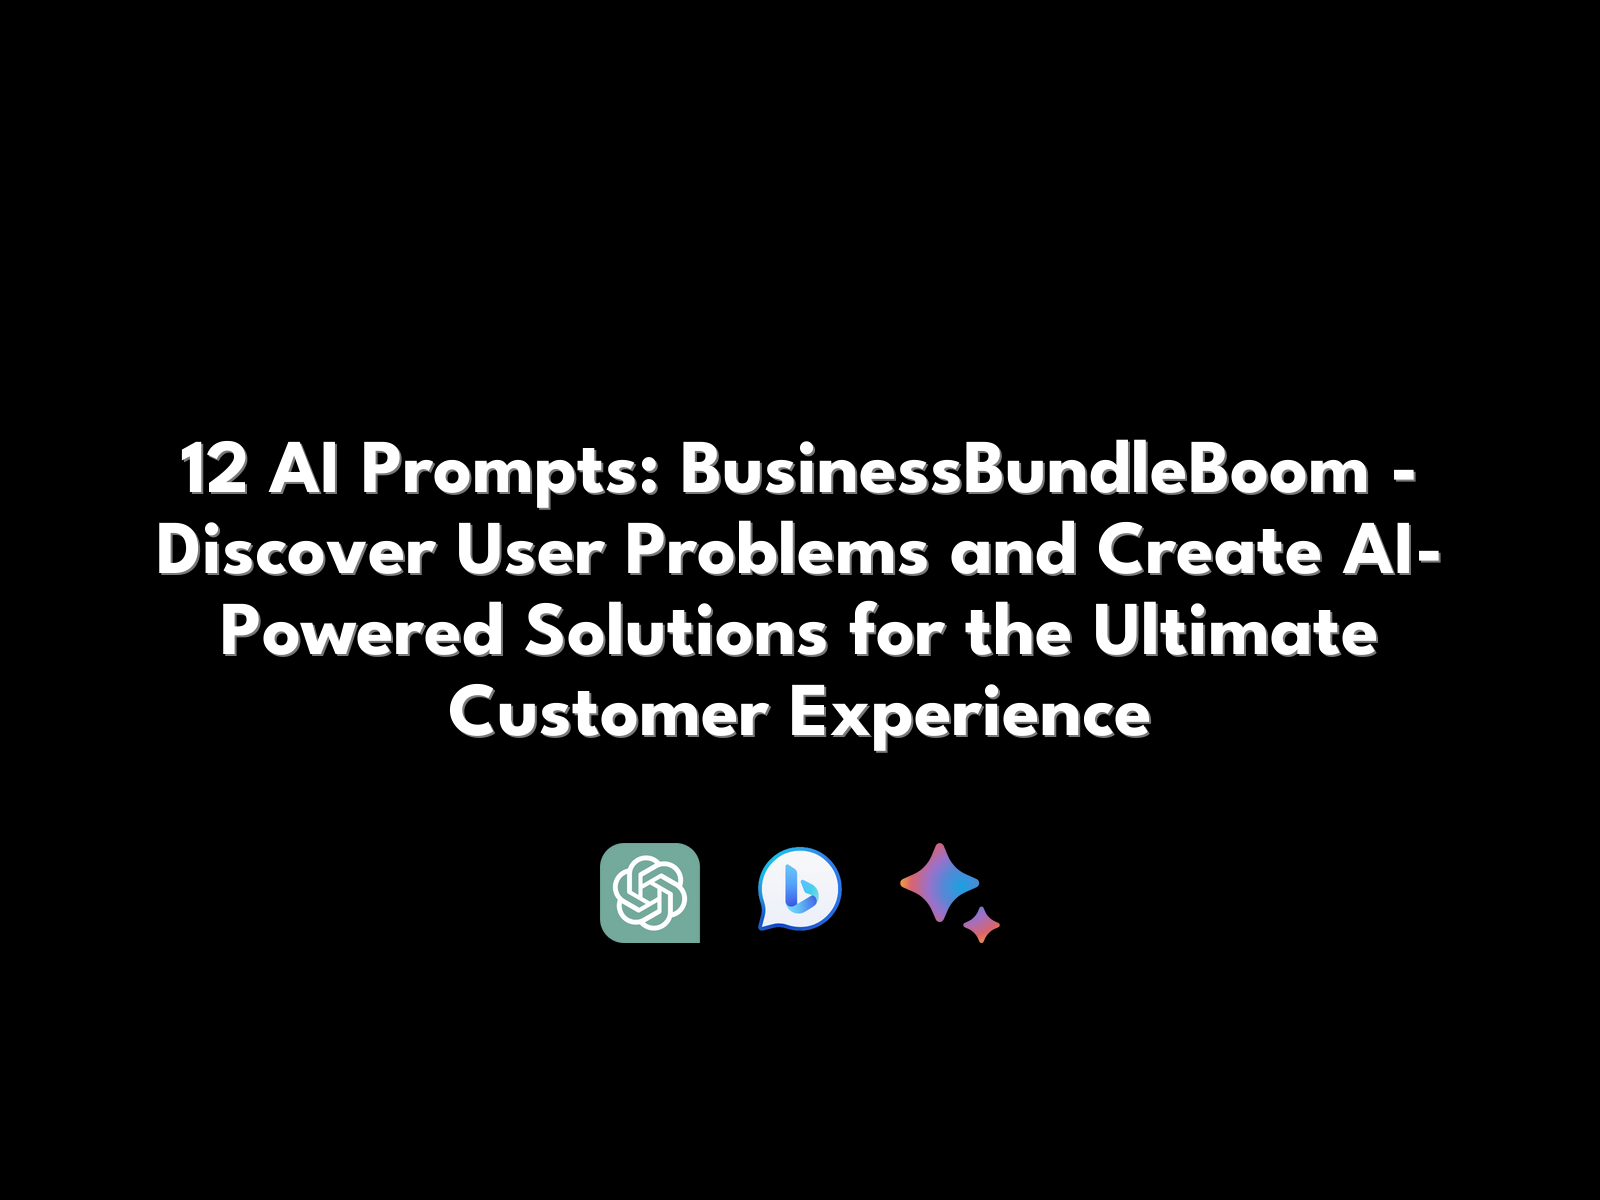 12 AI Prompts: BusinessBundleBoom -
Discover User Problems and Create AI-
Powered Solutions for the Ultimate
Customer Experience